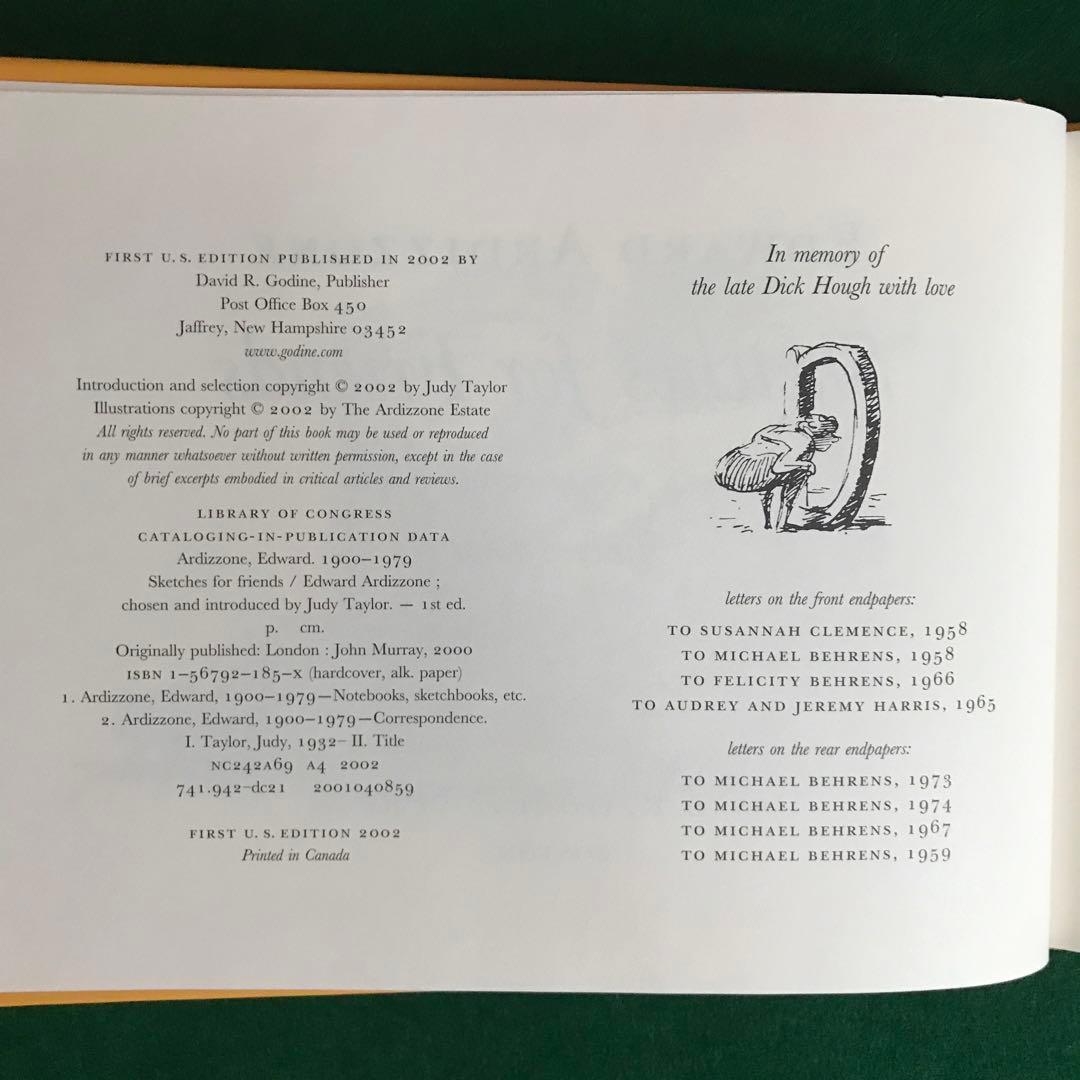 FIRST U. S. EDITION PUBLISHED IN 2002 BY
David R. Godine, Publisher
Post Office Box 450
Jaffrey, New Hampshire 03452
www.godine.com
Introduction and selection copyright © 2002 by Judy Taylor
Illustrations copyright © 2002 by The Ardizzone Estate
All rights reserved. No part of this book may be used or reproduced
in any manner whatsoever without written permission, except in the case
of brief excerpts embodied in critical articles and reviews.
LIBRARY OF CONGRESS
CATALOGING-IN-PUBLICATION DATA
Ardizzone, Edward. 1900–1979
Sketches for friends / Edward Ardizzone ;
chosen and introduced by Judy Taylor. — 1st ed.
p. cm.
Originally published: London : John Murray, 2000
ISBN 1–56792–185–X (hardcover, alk. paper)
1. Ardizzone, Edward, 1900–1979—Notebooks, sketchbooks, etc.
2. Ardizzone, Edward, 1900–1979—Correspondence.
I. Taylor, Judy, 1932– II. Title
NC242A69 A4 2002
741.942–dc21 2001040859
FIRST U. S. EDITION 2002
Printed in Canada
In memory of
the late Dick Hough with love
letters on the front endpapers:
TO SUSANNAH CLEMENCE, 1958
TO MICHAEL BEHRENS, 1958
TO FELICITY BEHRENS, 1966
TO AUDREY AND JEREMY HARRIS, 1965
letters on the rear endpapers:
TO MICHAEL BEHRENS, 1973
TO MICHAEL BEHRENS, 1974
TO MICHAEL BEHRENS, 1967
TO MICHAEL BEHRENS, 1959